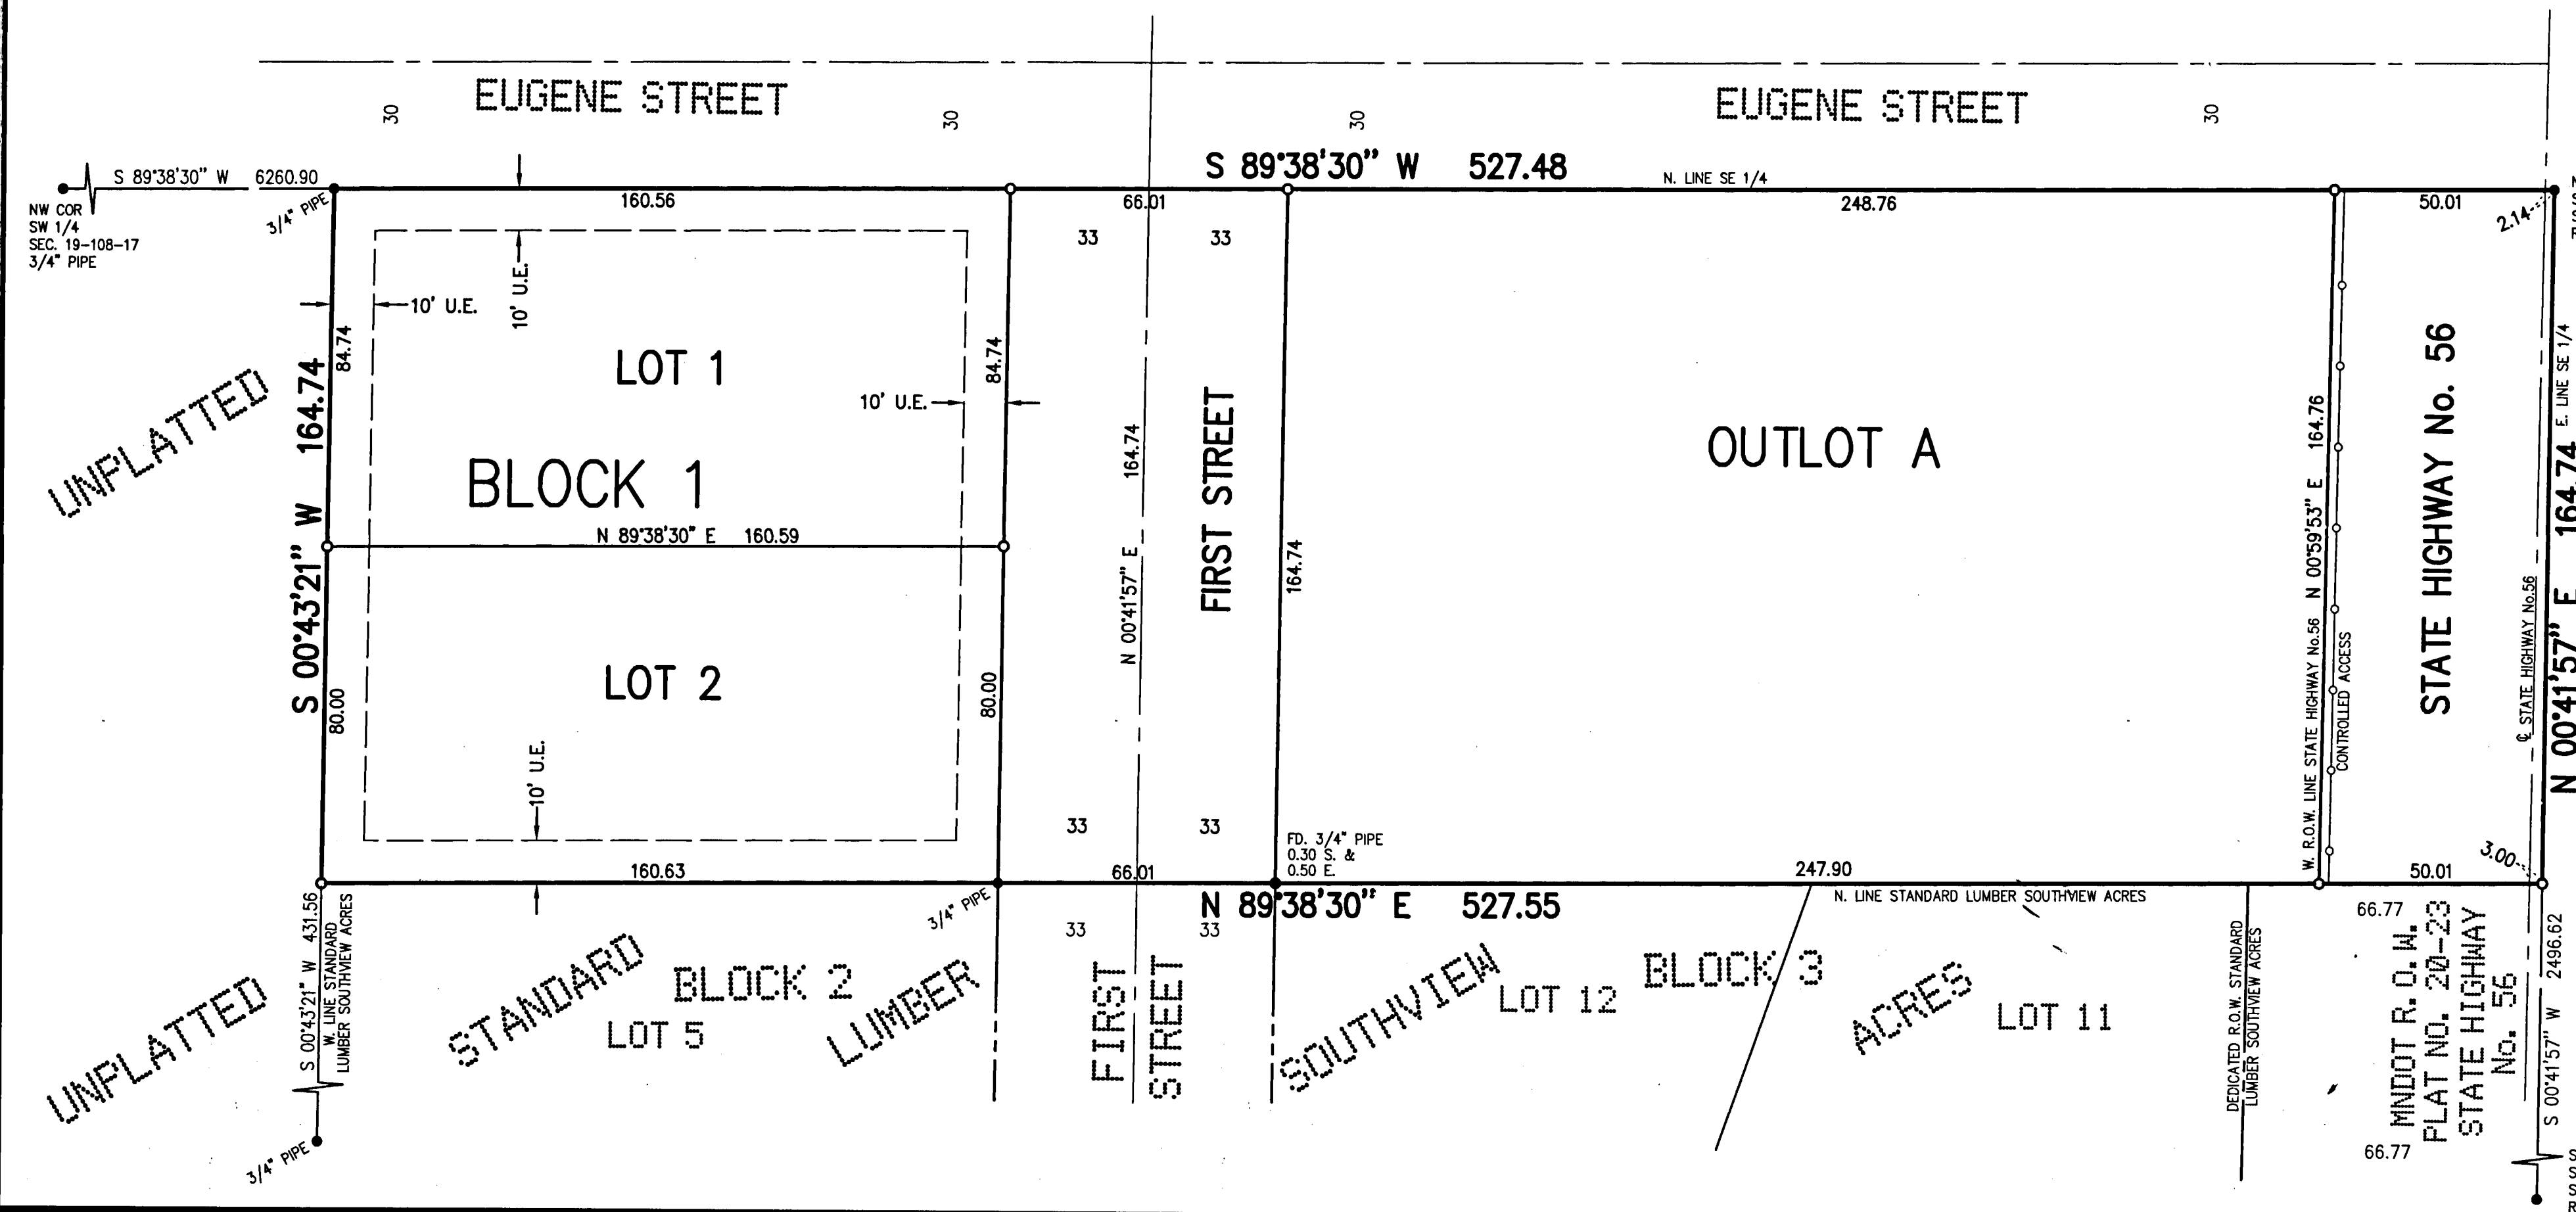 EUGENE STREET
EUGENE STREET
30
30
30
30
S 89°38'30" W 6260.90
S 89°38'30" W 527.48
N. LINE SE 1/4
NW COR
SW 1/4
SEC. 19-108-17
3/4" PIPE
3/4" PIPE
160.56
66.01
248.76
50.01
2.14
33
33
10' U.E.
10' U.E.
84.74
84.74
LOT 1
10' U.E.
S 00°43'21" W 164.74
UNPLATTED
BLOCK 1
N 89°38'30" E 160.59
N 00°41'57" E 164.74
FIRST STREET
164.74
OUTLOT A
W. R.O.W. LINE STATE HIGHWAY No.56 N 00°59'53" E 164.76
CONTROLLED ACCESS
STATE HIGHWAY No. 56
℄ STATE HIGHWAY No.56
N 00°41'57" E 164.74
E. LINE SE 1/4
80.00
LOT 2
80.00
10' U.E.
33
33
FD. 3/4" PIPE
0.30 S. &
0.50 E.
160.63
66.01
247.90
50.01
3.00
N 89°38'30" E 527.55
N. LINE STANDARD LUMBER SOUTHVIEW ACRES
3/4" PIPE
33
33
66.77
S 00°43'21" W 431.56
W. LINE STANDARD
LUMBER SOUTHVIEW ACRES
UNPLATTED
STANDARD
BLOCK 2
LOT 5
LUMBER
FIRST
STREET
SOUTHVIEW
LOT 12
BLOCK 3
ACRES
LOT 11
DEDICATED R.O.W. STANDARD
LUMBER SOUTHVIEW ACRES
MNDOT R. O. W.
PLAT NO. 20-23
STATE HIGHWAY
No. 56
S 00°41'57" W 2496.62
66.77
3/4" PIPE